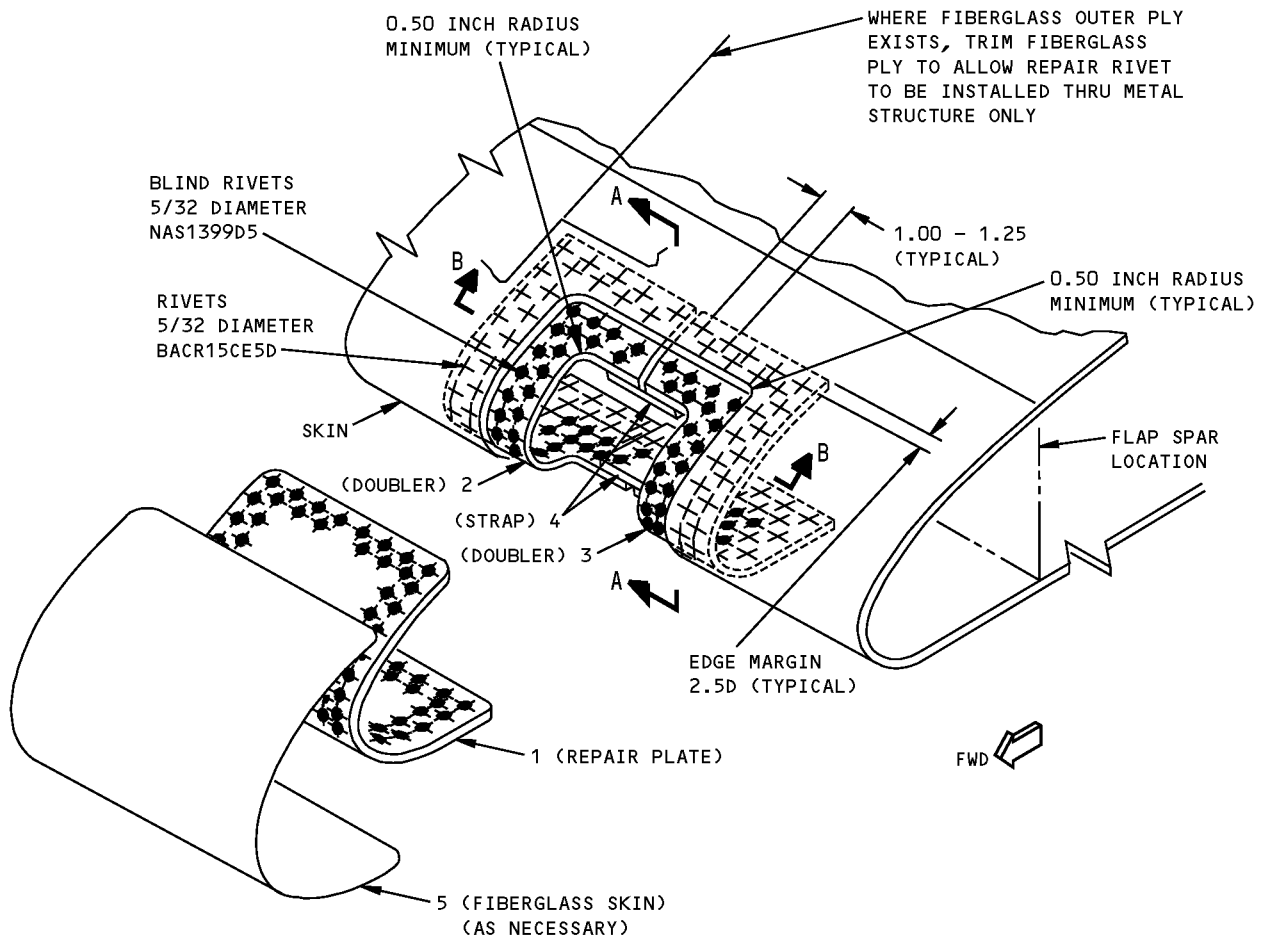 0.50 INCH RADIUS
MINIMUM (TYPICAL)
WHERE FIBERGLASS OUTER PLY
EXISTS, TRIM FIBERGLASS
PLY TO ALLOW REPAIR RIVET
TO BE INSTALLED THRU METAL
STRUCTURE ONLY
BLIND RIVETS
5/32 DIAMETER
NAS1399D5
A
1.00 - 1.25
(TYPICAL)
B
0.50 INCH RADIUS
MINIMUM (TYPICAL)
RIVETS
5/32 DIAMETER
BACR15CE5D
SKIN
FLAP SPAR
LOCATION
B
(DOUBLER) 2
(STRAP) 4
(DOUBLER) 3
A
EDGE MARGIN
2.5D (TYPICAL)
1 (REPAIR PLATE)
FWD
5 (FIBERGLASS SKIN)
(AS NECESSARY)